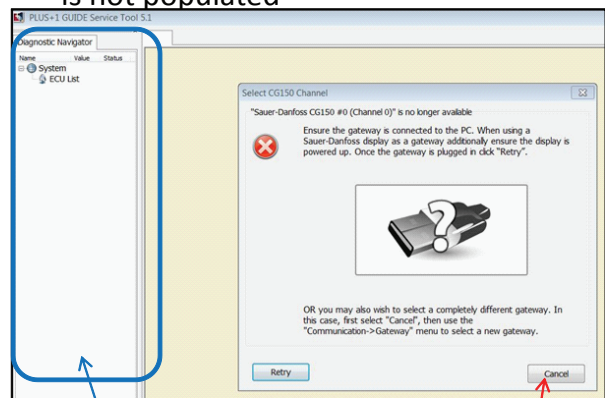 is not populated
PLUS+1 GUIDE Service Tool 5.1
Diagnostic Navigator
Name Value Status
System
ECU List
Select CG150 Channel
"Sauer-Danfoss CG150 #0 (Channel 0)" is no longer available
Ensure the gateway is connected to the PC. When using a
Sauer-Danfoss display as a gateway additionally ensure the display is
powered up. Once the gateway is plugged in click "Retry".
?
OR you may also wish to select a completely different gateway. In
this case, first select "Cancel", then use the
"Communication->Gateway" menu to select a new gateway.
Retry
Cancel